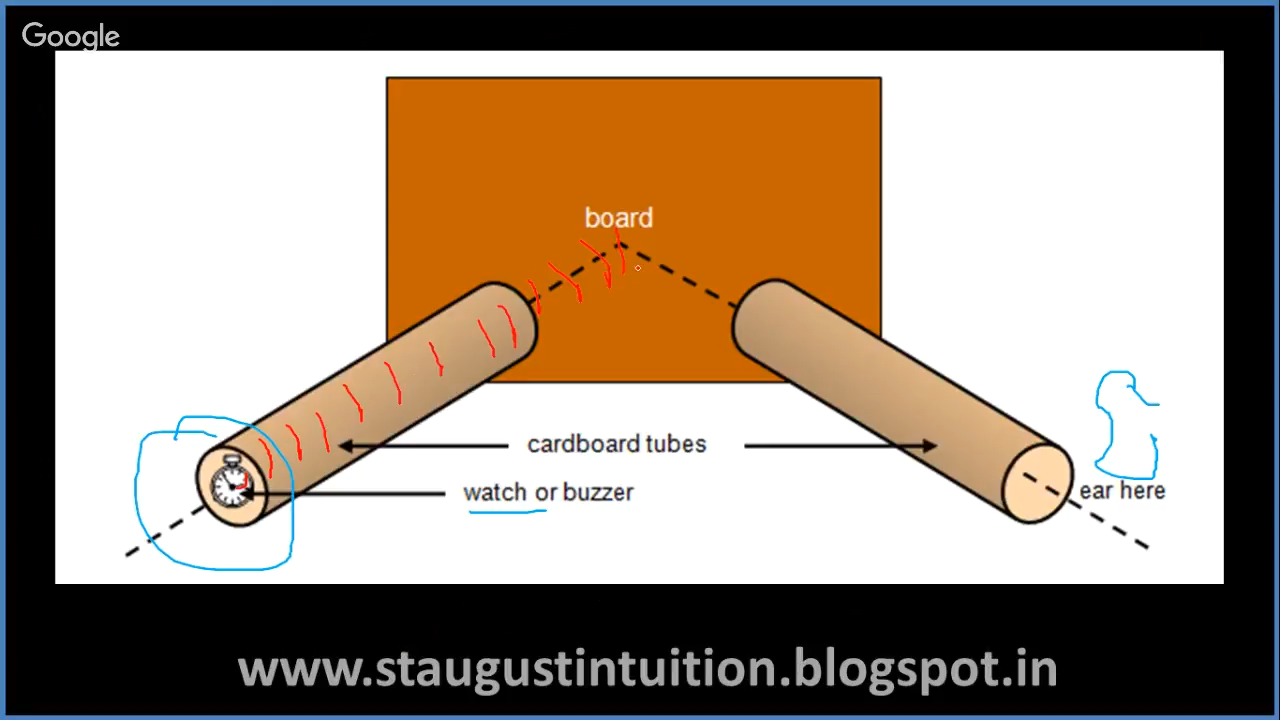 Google
board
cardboard tubes
watch or buzzer
ear here
www.staugustintuition.blogspot.in